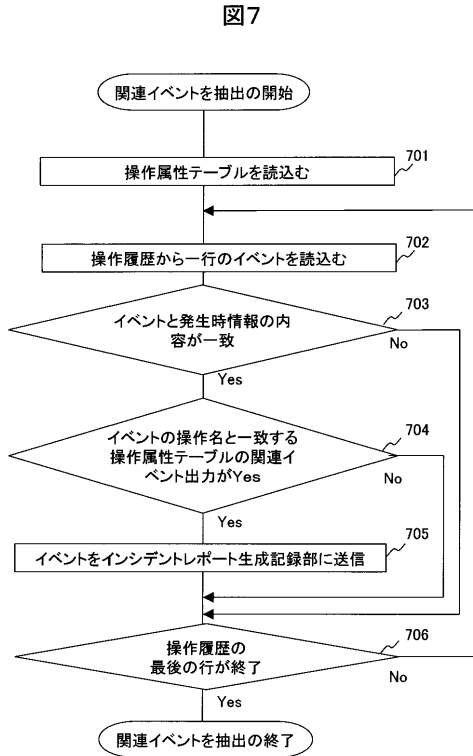 図7
関連イベントを抽出の開始
701
操作属性テーブルを読込む
702
操作履歴から一行のイベントを読込む
703
イベントと発生時情報の内
容が一致
No
Yes
704
イベントの操作名と一致する
操作属性テーブルの関連イ
ベント出力がYes
No
Yes
705
イベントをインシデントレポート生成記録部に送信
706
操作履歴の
最後の行が終了
No
Yes
関連イベントを抽出の終了